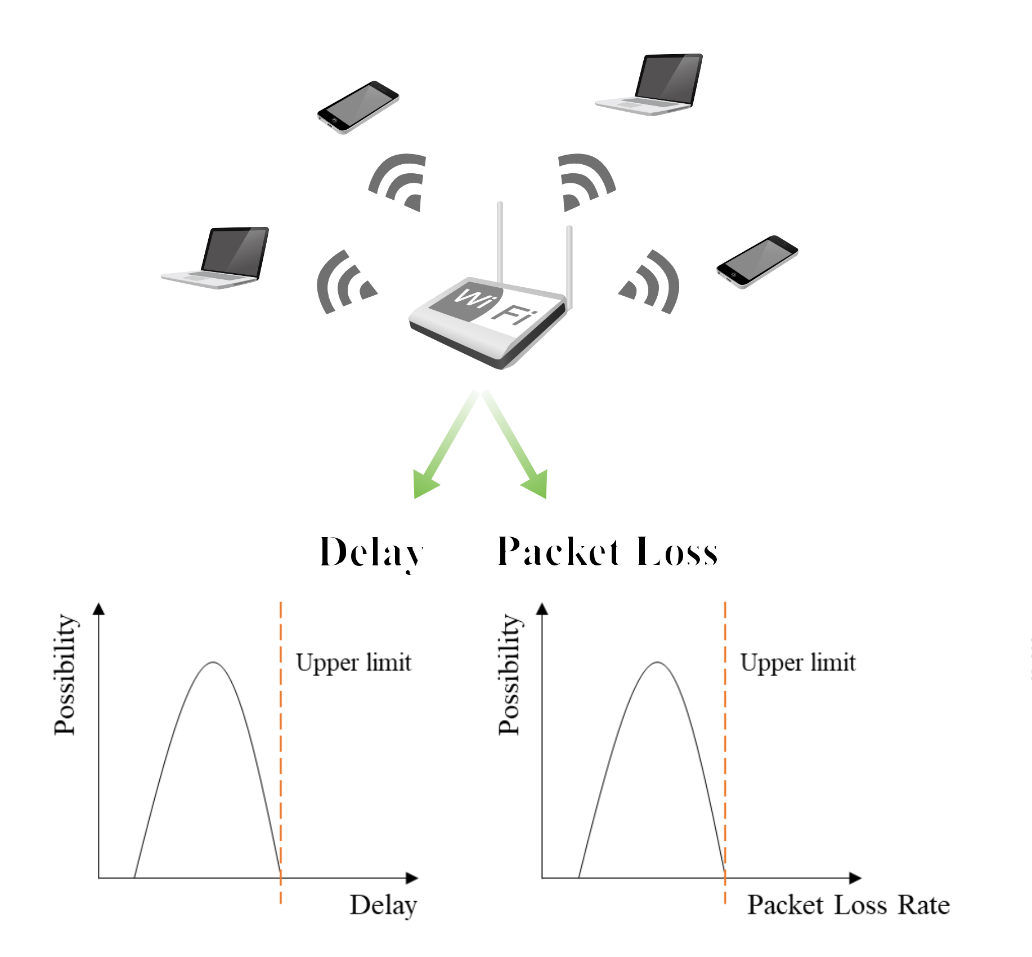 Wi Fi
Delay
Packet Loss
Possibility
Upper limit
Delay
Possibility
Upper limit
Packet Loss Rate